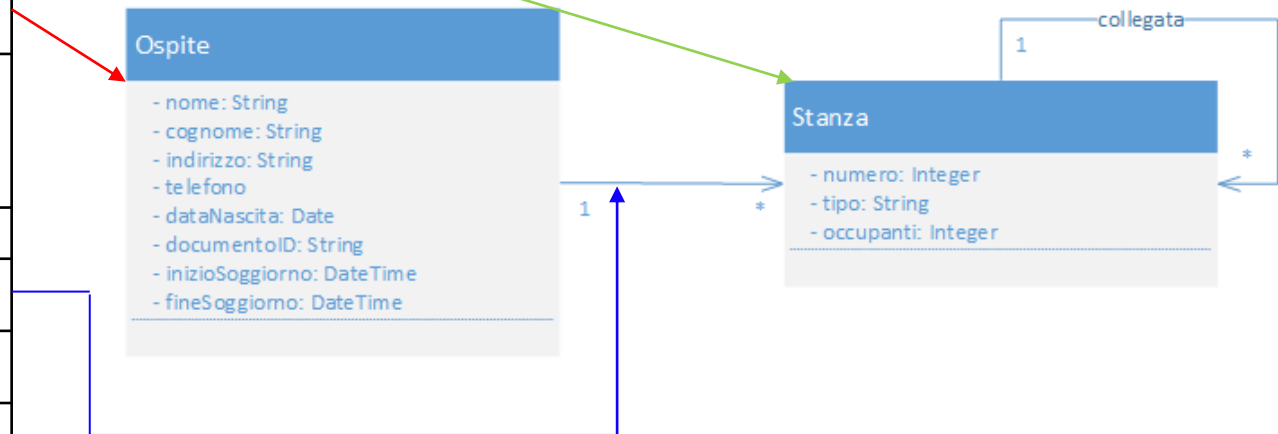 collegata
1
Ospite
- nome: String
- cognome: String
- indirizzo: String
- telefono
- dataNascita: Date
- documentoID: String
- inizioSoggiorno: DateTime
- fineSoggiorno: DateTime
1
*
Stanza
*
- numero: Integer
- tipo: String
- occupanti: Integer